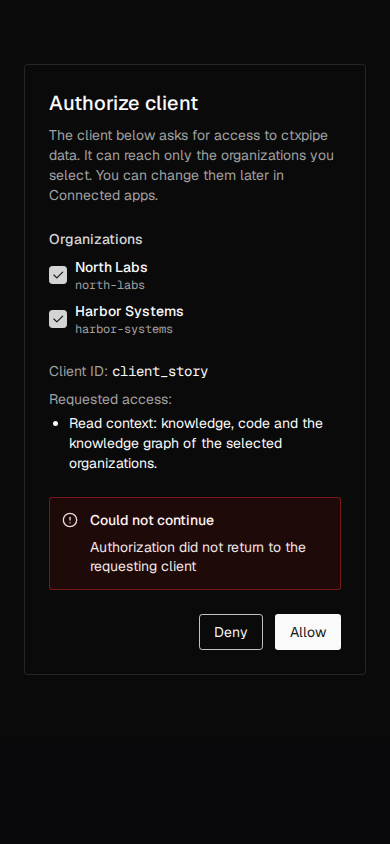 Authorize client
The client below asks for access to ctxpipe
data. It can reach only the organizations you
select. You can change them later in
Connected apps.
Organizations
North Labs
north-labs
Harbor Systems
harbor-systems
Client ID: client_story
Requested access:
Read context: knowledge, code and the
knowledge graph of the selected
organizations.
Could not continue
Authorization did not return to the
requesting client
Deny
Allow